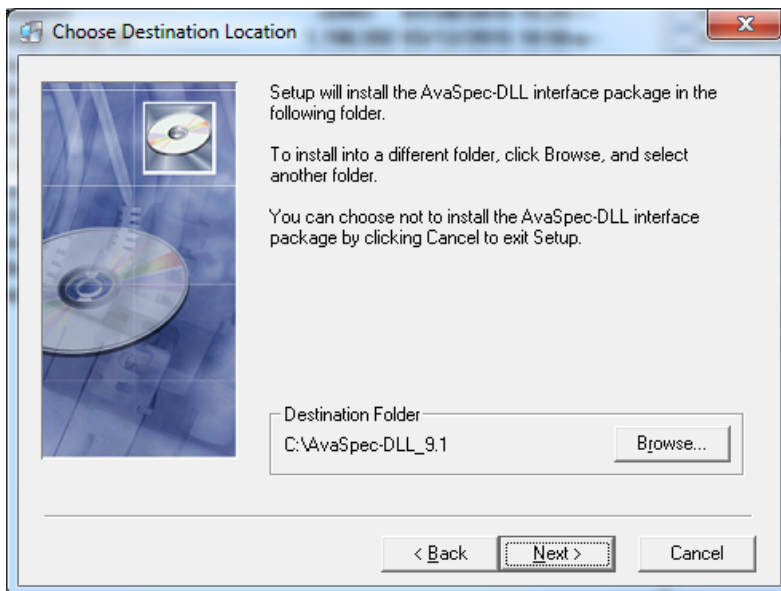 Choose Destination Location
Setup will install the AvaSpec-DLL interface package in the
following folder.
To install into a different folder, click Browse, and select
another folder.
You can choose not to install the AvaSpec-DLL interface
package by clicking Cancel to exit Setup.
Destination Folder
C:\AvaSpec-DLL_9.1
Browse...
< Back
Next >
Cancel